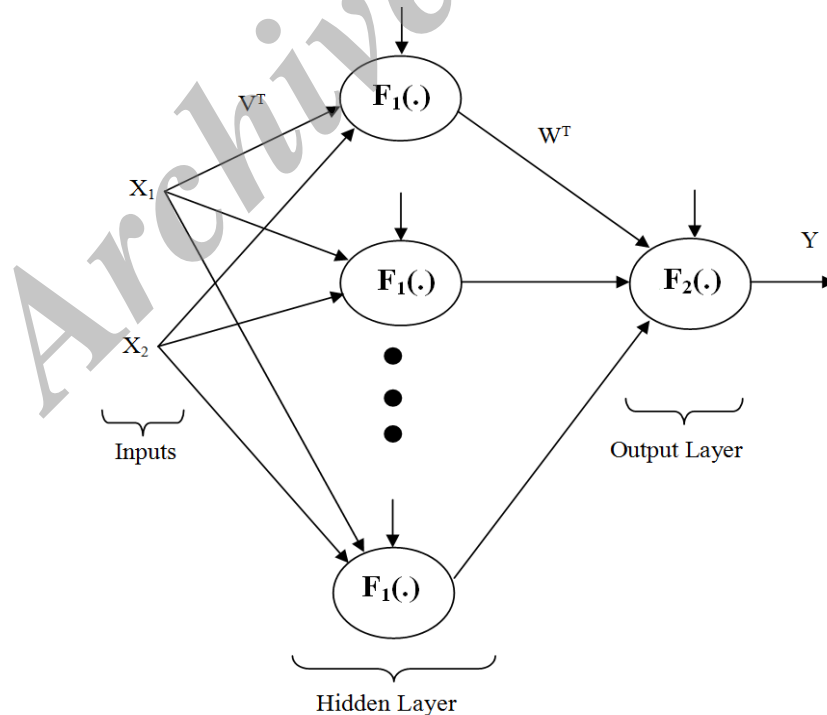 F₁(.)
Vᵀ
Wᵀ
X₁
Y
F₁(.)
F₂(.)
X₂
Inputs
Output Layer
F₁(.)
Hidden Layer
Archive